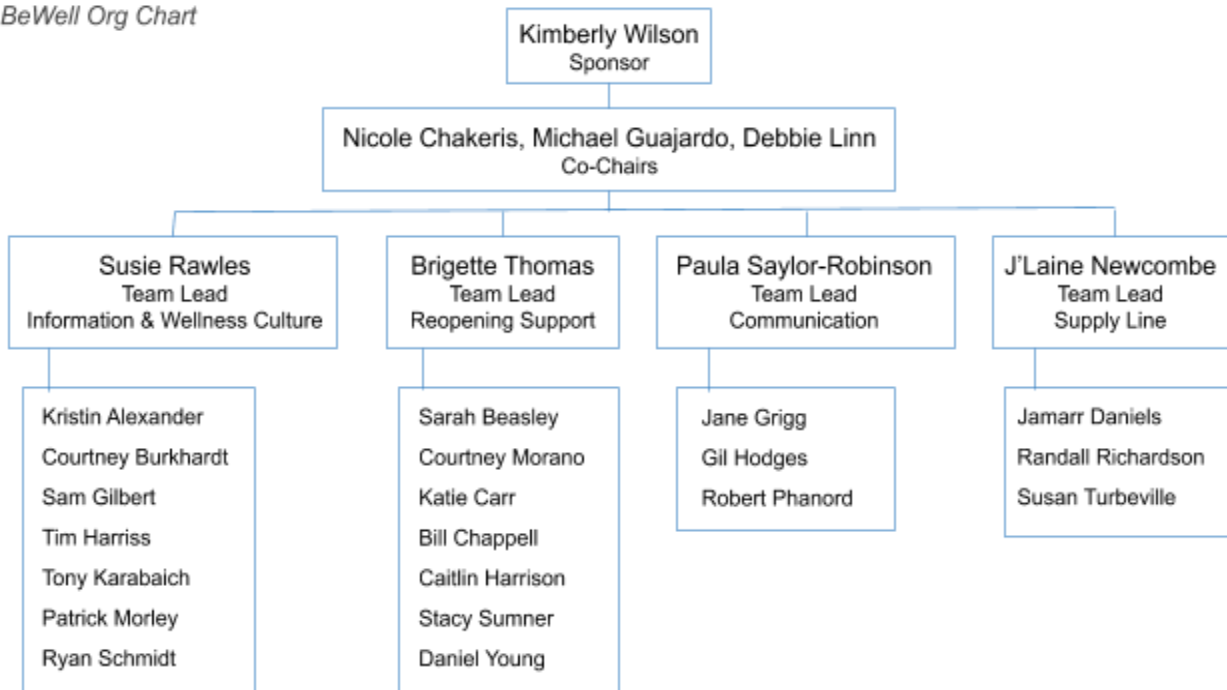 BeWell Org Chart
Kimberly Wilson
Sponsor
Nicole Chakeris, Michael Guajardo, Debbie Linn
Co-Chairs
Susie Rawles
Team Lead
Information & Wellness Culture
Kristin Alexander
Courtney Burkhardt
Sam Gilbert
Tim Harriss
Tony Karabaich
Patrick Morley
Ryan Schmidt
Brigette Thomas
Team Lead
Reopening Support
Sarah Beasley
Courtney Morano
Katie Carr
Bill Chappell
Caitlin Harrison
Stacy Sumner
Daniel Young
Paula Saylor-Robinson
Team Lead
Communication
Jane Grigg
Gil Hodges
Robert Phanord
J’Laine Newcombe
Team Lead
Supply Line
Jamarr Daniels
Randall Richardson
Susan Turbeville